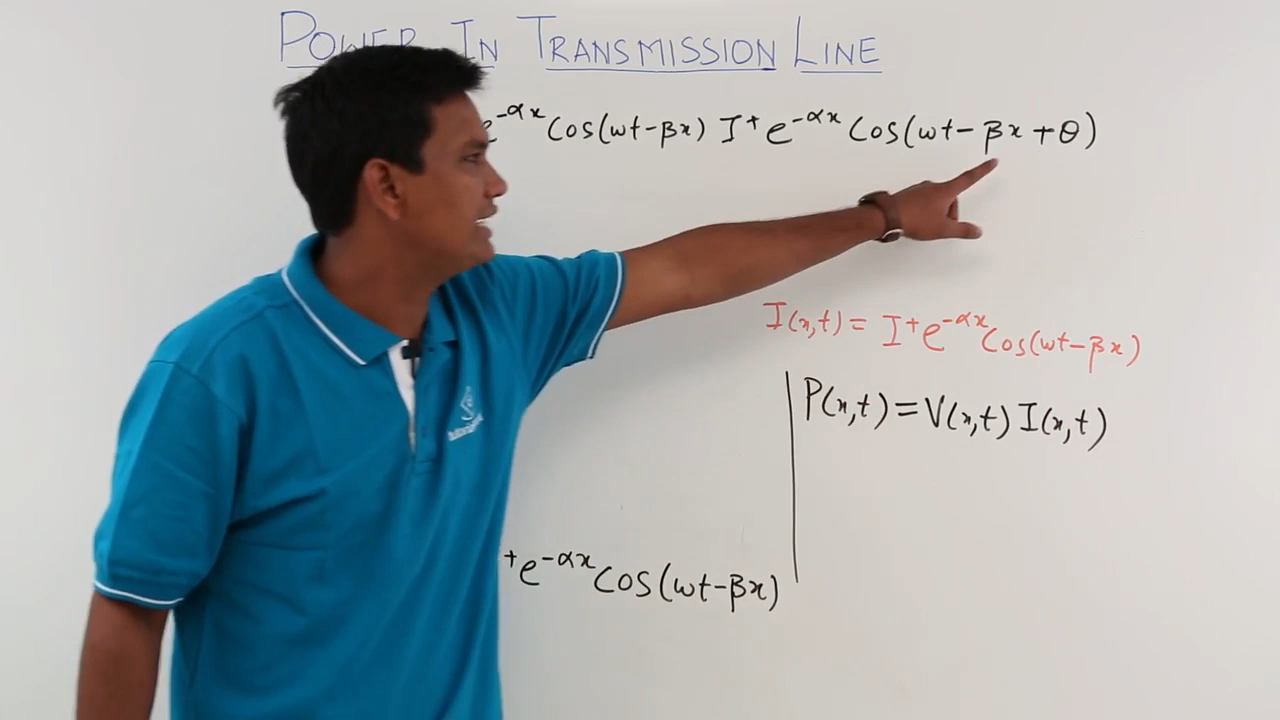 POWER IN TRANSMISSION LINE
e^{-αx} Cos(ωt-βx) I⁺ e^{-αx} Cos(ωt-βx+θ)
I(x,t) = I⁺e^{-αx} Cos(ωt-βx)
P(x,t) = V(x,t) I(x,t)
⁺e^{-αx} Cos(ωt-βx)